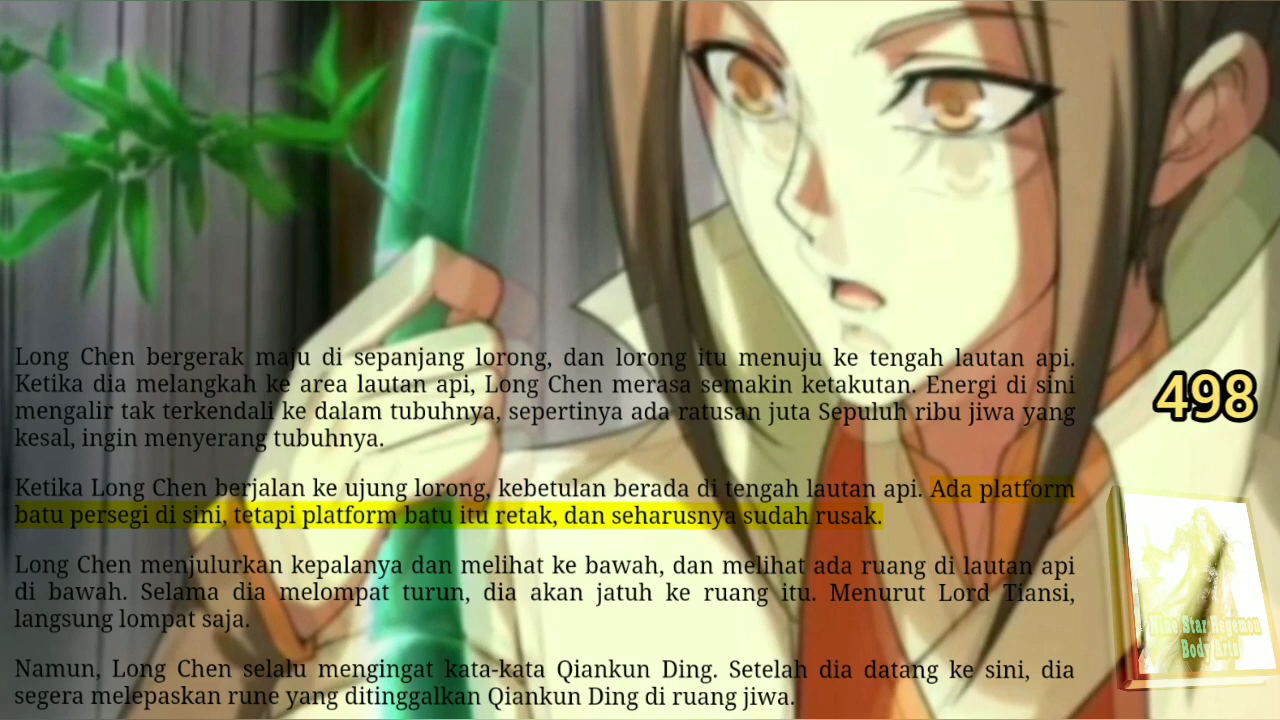 Long Chen bergerak maju di sepanjang lorong, dan lorong itu menuju ke tengah lautan api.
Ketika dia melangkah ke area lautan api, Long Chen merasa semakin ketakutan. Energi di sini
mengalir tak terkendali ke dalam tubuhnya, sepertinya ada ratusan juta Sepuluh ribu jiwa yang
kesal, ingin menyerang tubuhnya.
Ketika Long Chen berjalan ke ujung lorong, kebetulan berada di tengah lautan api. Ada platform
batu persegi di sini, tetapi platform batu itu retak, dan seharusnya sudah rusak.
Long Chen menjulurkan kepalanya dan melihat ke bawah, dan melihat ada ruang di lautan api
di bawah. Selama dia melompat turun, dia akan jatuh ke ruang itu. Menurut Lord Tiansi,
langsung lompat saja.
Namun, Long Chen selalu mengingat kata-kata Qiankun Ding. Setelah dia datang ke sini, dia
segera melepaskan rune yang ditinggalkan Qiankun Ding di ruang jiwa.
498
Nine Star Hegemon
Body Arts